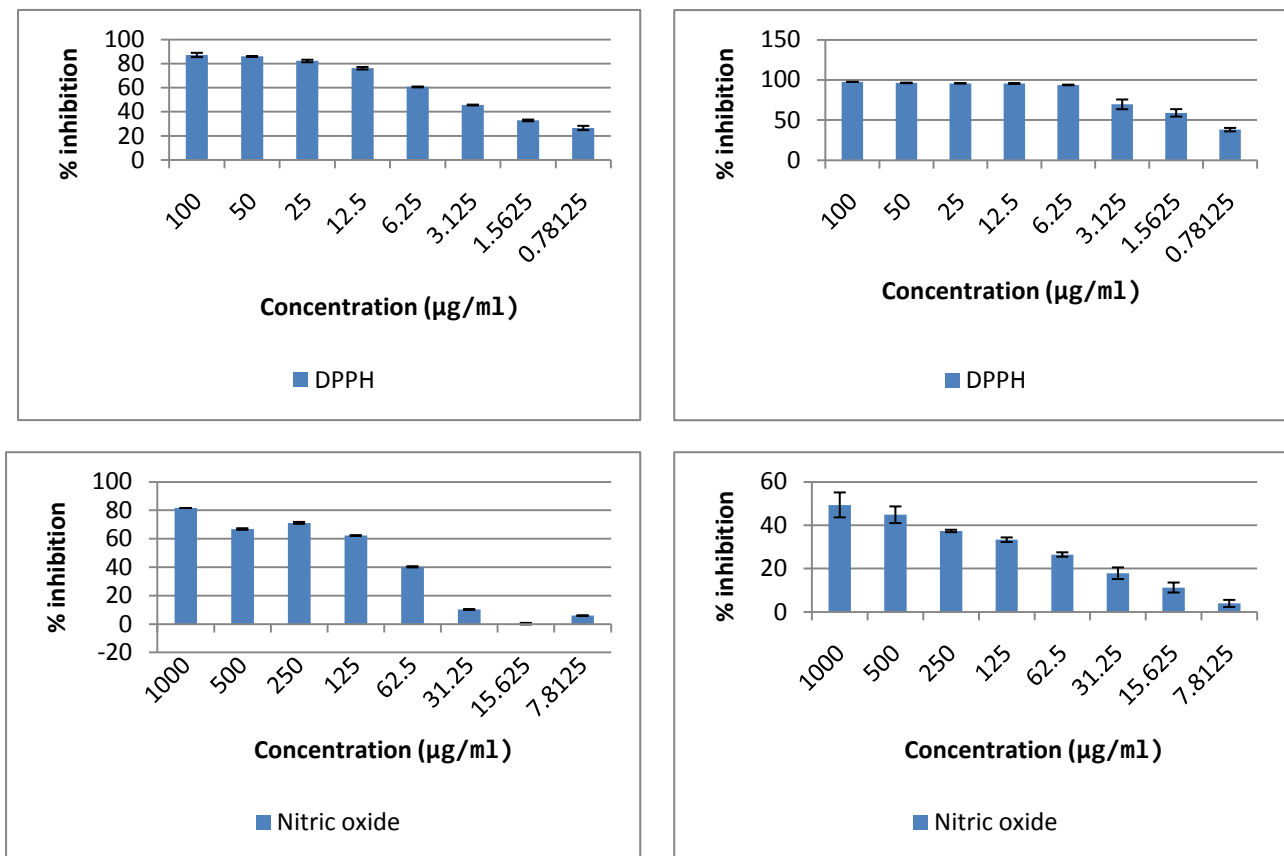 % inhibition
100
80
60
40
20
0
100 50 25 12.5 6.25 3.125 1.5625 0.78125
Concentration (µg/ml)
DPPH
% inhibition
150
100
50
0
100 50 25 12.5 6.25 3.125 1.5625 0.78125
Concentration (µg/ml)
DPPH
% inhibition
100
80
60
40
20
0
-20
1000 500 250 125 62.5 31.25 15.625 7.8125
Concentration (µg/ml)
Nitric oxide
% inhibition
60
40
20
0
1000 500 250 125 62.5 31.25 15.625 7.8125
Concentration (µg/ml)
Nitric oxide